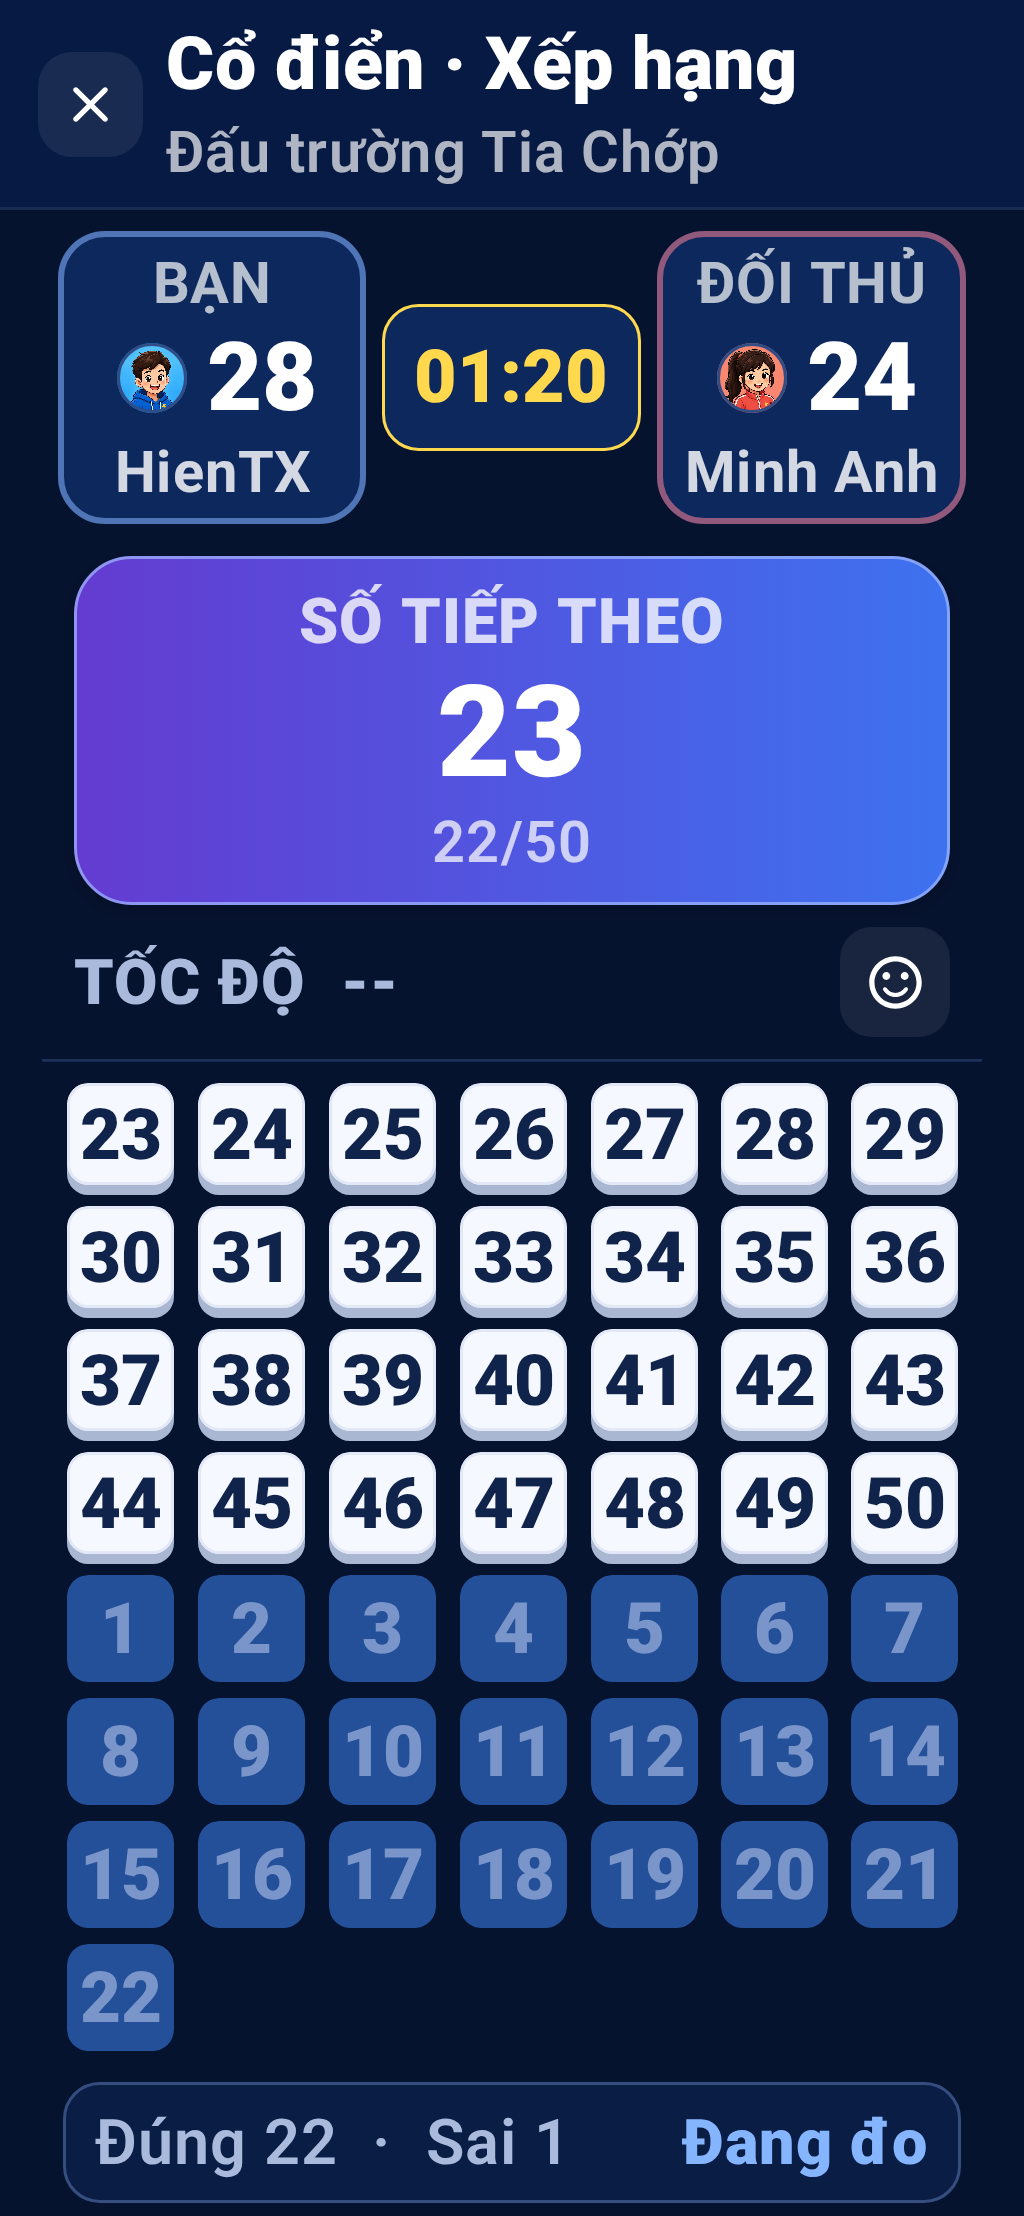 Cổ điển · Xếp hạng
Đấu trường Tia Chớp
BẠN
28
HienTX
01:20
ĐỐI THỦ
24
Minh Anh
SỐ TIẾP THEO
23
22/50
TỐC ĐỘ --
23 24 25 26 27 28 29
30 31 32 33 34 35 36
37 38 39 40 41 42 43
44 45 46 47 48 49 50
1 2 3 4 5 6 7
8 9 10 11 12 13 14
15 16 17 18 19 20 21
22
Đúng 22 · Sai 1 Đang đo